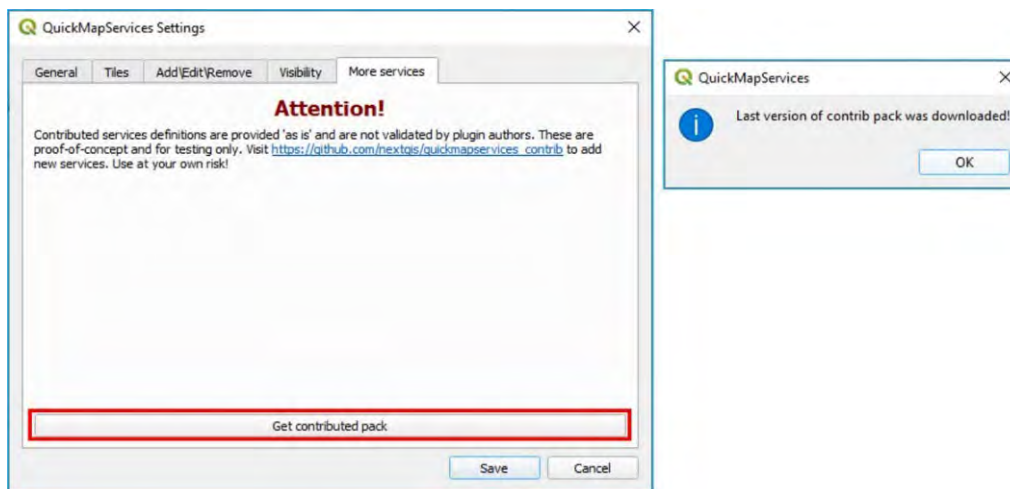 QuickMapServices Settings
General Tiles Add\Edit\Remove Visibility More services
Attention!
Contributed services definitions are provided 'as is' and are not validated by plugin authors. These are
proof-of-concept and for testing only. Visit https://github.com/nextgis/quickmapservices_contrib to add
new services. Use at your own risk!
Get contributed pack
Save Cancel
QuickMapServices
Last version of contrib pack was downloaded!
OK